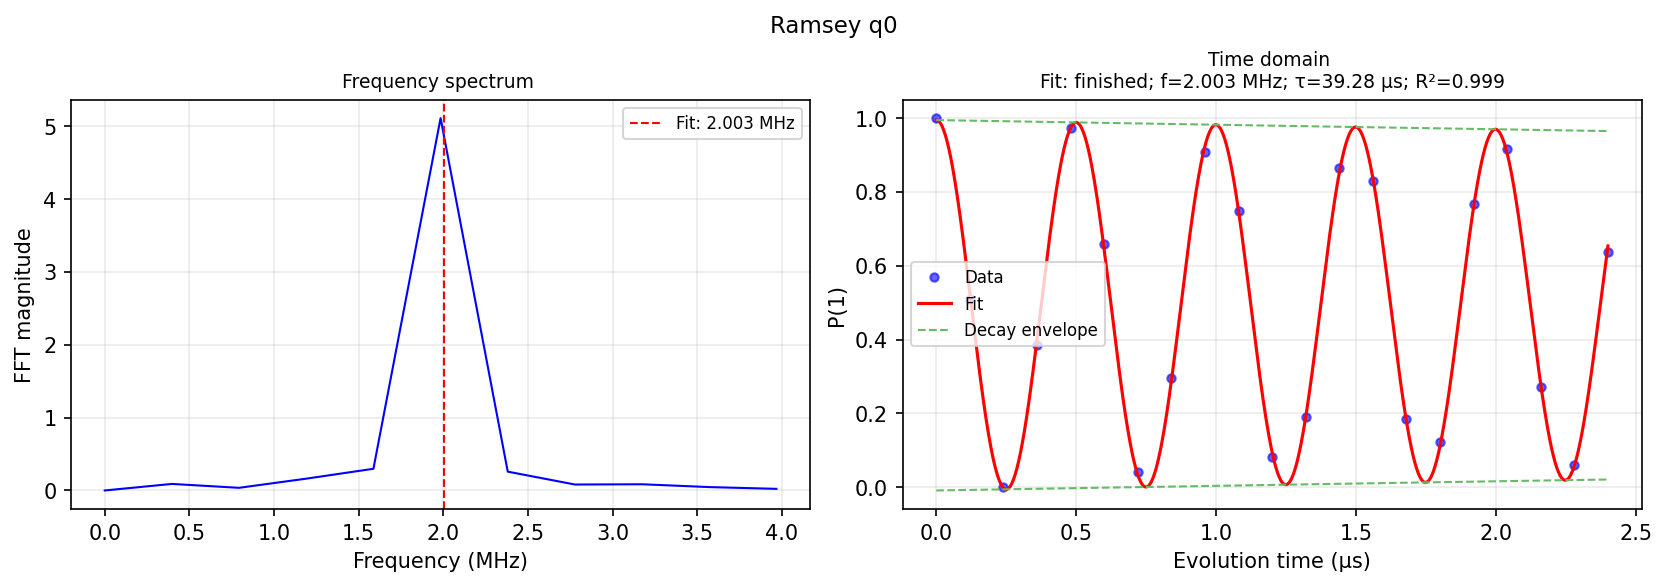 Ramsey q0
Frequency spectrum
FFT magnitude
5
4
3
2
1
0
0.0 0.5 1.0 1.5 2.0 2.5 3.0 3.5 4.0
Frequency (MHz)
Fit: 2.003 MHz
Time domain
Fit: finished; f=2.003 MHz; τ=39.28 µs; R²=0.999
P(1)
1.0
0.8
0.6
0.4
0.2
0.0
0.0 0.5 1.0 1.5 2.0 2.5
Evolution time (µs)
Data
Fit
Decay envelope